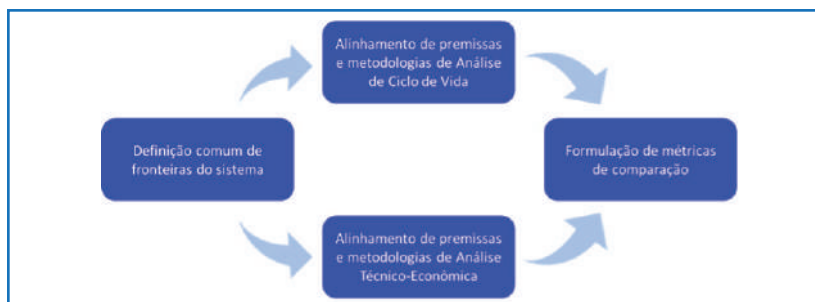 Alinhamento de premissas
e metodologias de Análise
de Ciclo de Vida
Definição comum de
fronteiras do sistema
Formulação de métricas
de comparação
Alinhamento de premissas
e metodologias de Análise
Técnico-Econômica